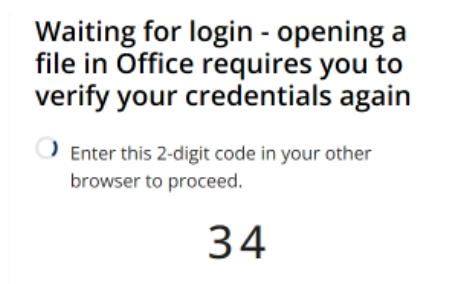 Waiting for login - opening a
file in Office requires you to
verify your credentials again
Enter this 2-digit code in your other
browser to proceed.
34